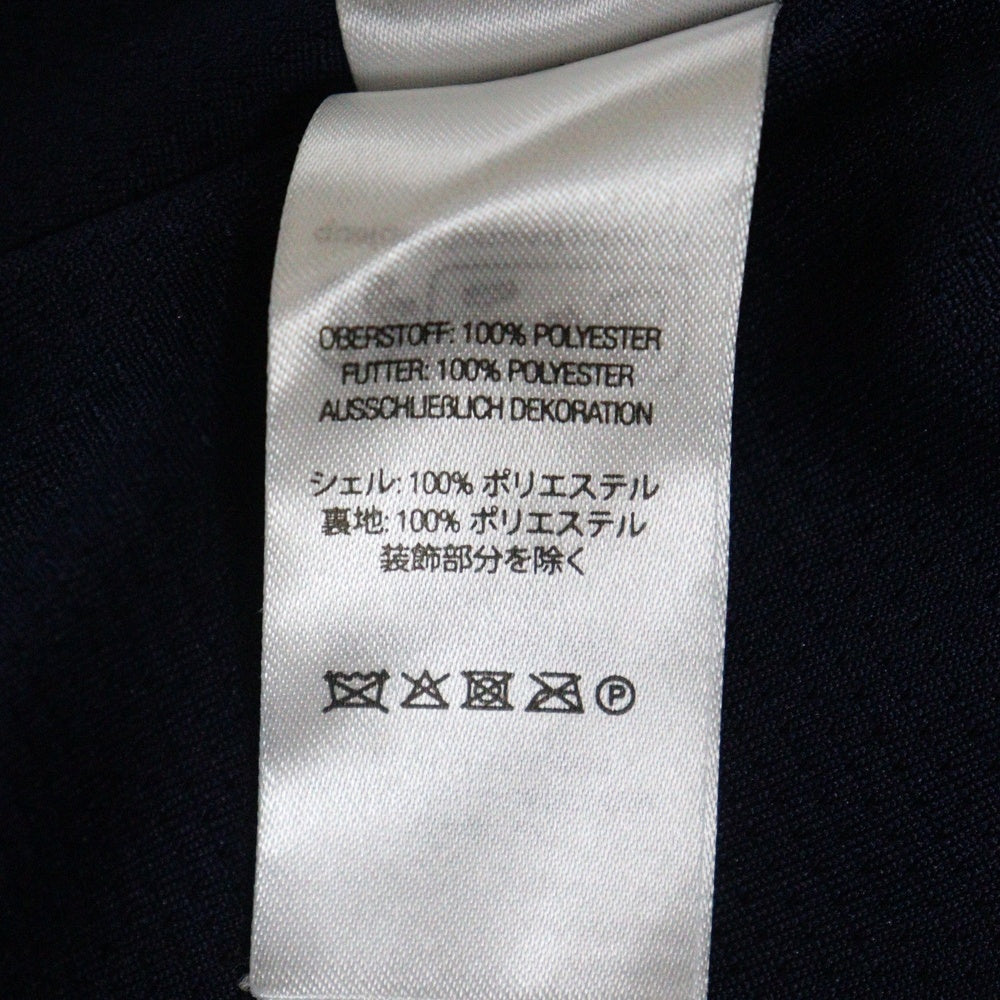 OBERSTOFF: 100% POLYESTER
FUTTER: 100% POLYESTER
AUSSCHLIEßLICH DEKORATION
シェル: 100% ポリエステル
裏地: 100% ポリエステル
装飾部分を除く
P